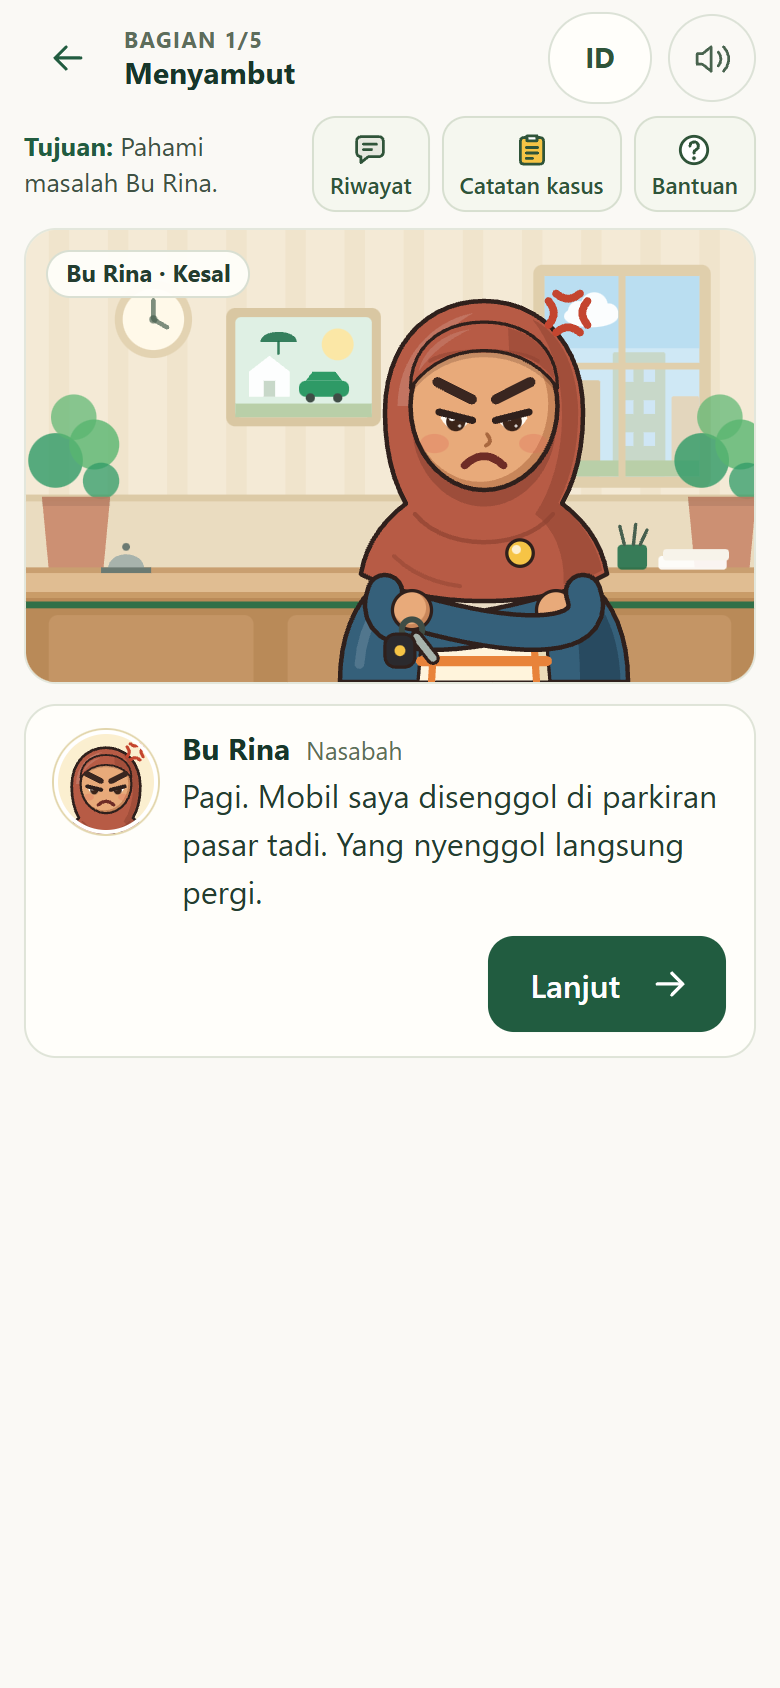 BAGIAN 1/5
Menyambut
ID
Tujuan: Pahami
masalah Bu Rina.
Riwayat
Catatan kasus
Bantuan
Bu Rina · Kesal
Bu Rina Nasabah
Pagi. Mobil saya disenggol di parkiran
pasar tadi. Yang nyenggol langsung
pergi.
Lanjut